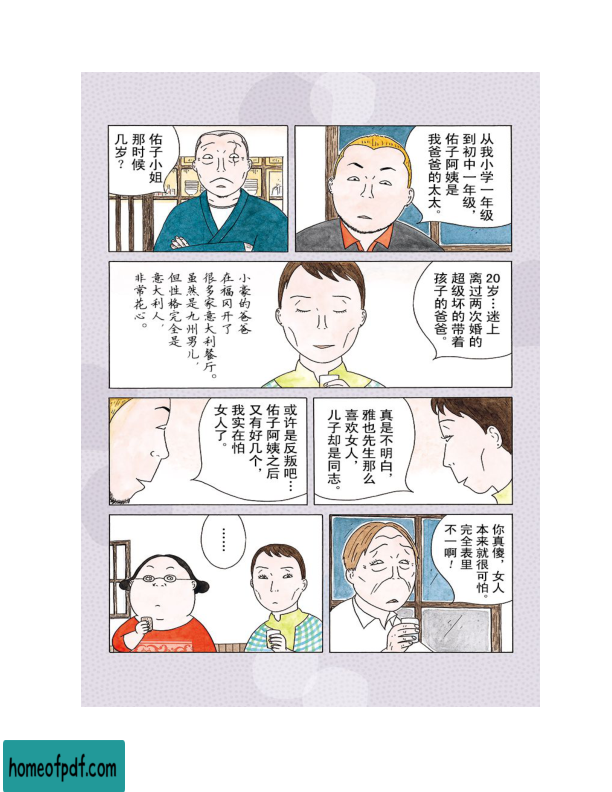 从我小学一年级
到初中一年级，
佑子阿姨是
我爸爸的太太。
佑子小姐
那时候
几岁？
20岁…迷上
离过两次婚的
超级坏的带着
孩子的爸爸。
小豪的爸爸
在福冈开了
很多家意大利餐厅。
虽然是九州男儿，
但性格完全是
意大利人，
非常花心。
真是不明白，
雅也先生那么
喜欢女人，
儿子却是同志。
或许是反叛吧…
佑子阿姨之后
又有好几个，
我实在怕
女人了。
你真傻，女人
本来就很可怕。
完全表里
不一啊！
……
homeofpdf.com